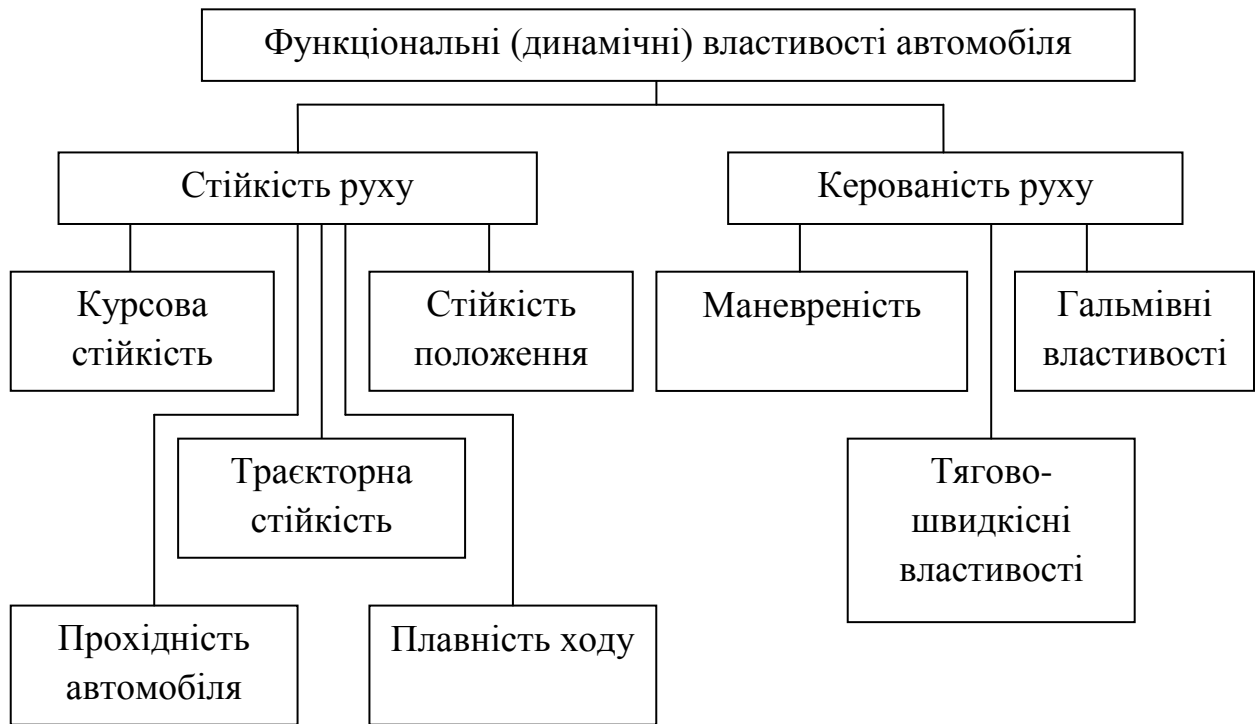 Функціональні (динамічні) властивості автомобіля
Стійкість руху
Керованість руху
Курсова
стійкість
Стійкість
положення
Маневреність
Гальмівні
властивості
Траєкторна
стійкість
Тягово-
швидкісні
властивості
Прохідність
автомобіля
Плавність ходу